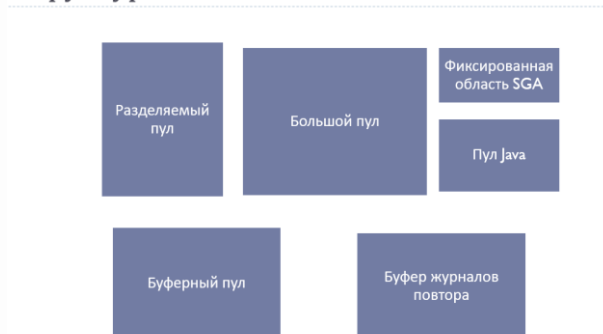 Разделяемый
пул
Большой пул
Фиксированная
область SGA
Пул Java
Буферный пул
Буфер журналов
повтора